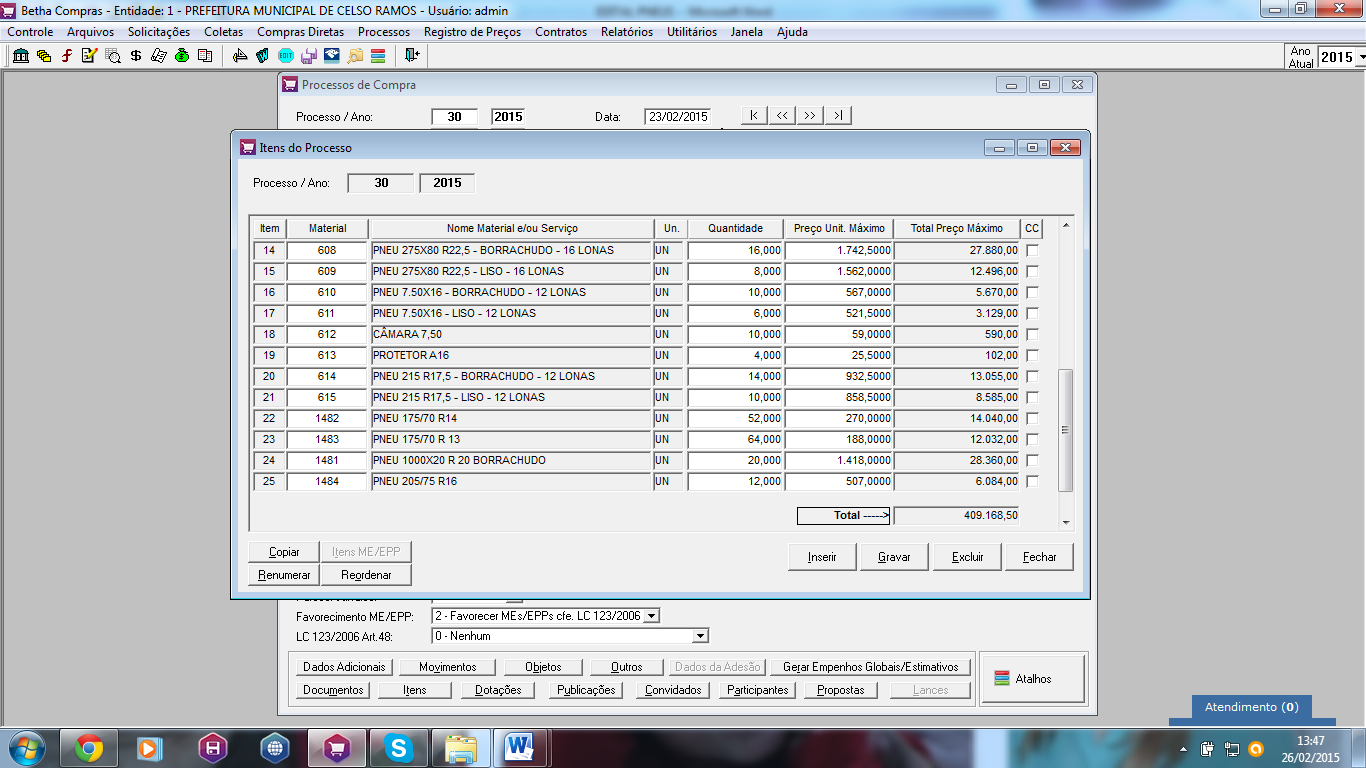 Betha Compras - Entidade: 1 - PREFEITURA MUNICIPAL DE CELSO RAMOS - Usuário: admin
Controle Arquivos Solicitações Coletas Compras Diretas Processos Registro de Preços Contratos Relatórios Utilitários Janela Ajuda
Ano Atual 2015
Processos de Compra
Processo / Ano: 30 2015 Data: 23/02/2015 |< << >> >|
Itens do Processo
Processo / Ano: 30 2015
Item Material Nome Material e/ou Serviço Un. Quantidade Preço Unit. Máximo Total Preço Máximo CC
14 608 PNEU 275X80 R22,5 - BORRACHUDO - 16 LONAS UN 16,000 1.742,5000 27.880,00
15 609 PNEU 275X80 R22,5 - LISO - 16 LONAS UN 8,000 1.562,0000 12.496,00
16 610 PNEU 7.50X16 - BORRACHUDO - 12 LONAS UN 10,000 567,0000 5.670,00
17 611 PNEU 7.50X16 - LISO - 12 LONAS UN 6,000 521,5000 3.129,00
18 612 CÂMARA 7,50 UN 10,000 59,0000 590,00
19 613 PROTETOR A16 UN 4,000 25,5000 102,00
20 614 PNEU 215 R17,5 - BORRACHUDO - 12 LONAS UN 14,000 932,5000 13.055,00
21 615 PNEU 215 R17,5 - LISO - 12 LONAS UN 10,000 858,5000 8.585,00
22 1482 PNEU 175/70 R14 UN 52,000 270,0000 14.040,00
23 1483 PNEU 175/70 R 13 UN 64,000 188,0000 12.032,00
24 1481 PNEU 1000X20 R 20 BORRACHUDO UN 20,000 1.418,0000 28.360,00
25 1484 PNEU 205/75 R16 UN 12,000 507,0000 6.084,00
Total -----> 409.168,50
Copiar Itens ME/EPP Inserir Gravar Excluir Fechar
Renumerar Reordenar
Favorecimento ME/EPP: 2 - Favorecer MEs/EPPs cfe. LC 123/2006
LC 123/2006 Art.48: 0 - Nenhum
Dados Adicionais Movimentos Objetos Outros Dados da Adesão Gerar Empenhos Globais/Estimativos
Documentos Itens Dotações Publicações Convidados Participantes Propostas Lances
Atalhos
Atendimento (0)
13:47
26/02/2015